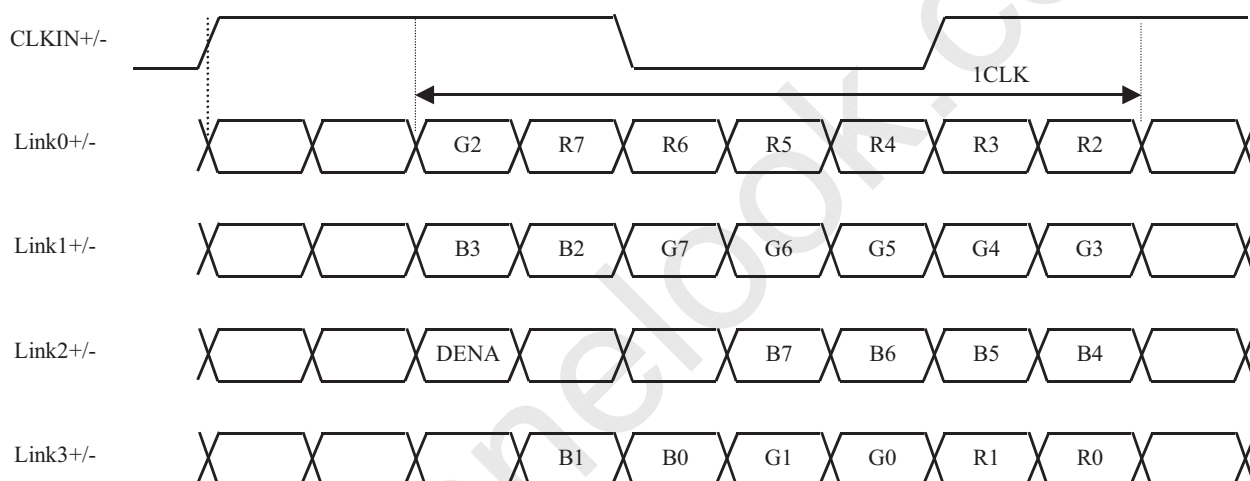 CLKIN+/-
1CLK
Link0+/- G2 R7 R6 R5 R4 R3 R2
Link1+/- B3 B2 G7 G6 G5 G4 G3
Link2+/- DENA B7 B6 B5 B4
Link3+/- B1 B0 G1 G0 R1 R0
nelook.c